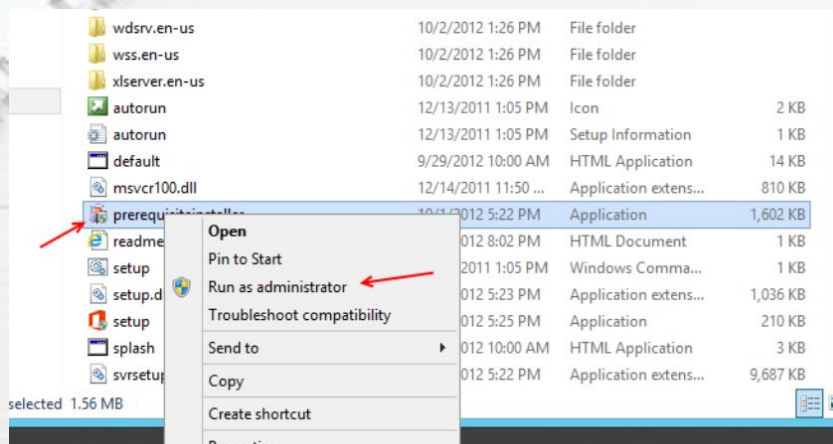 wdsrv.en-us 10/2/2012 1:26 PM File folder
wss.en-us 10/2/2012 1:26 PM File folder
xlserver.en-us 10/2/2012 1:26 PM File folder
autorun 12/13/2011 1:05 PM Icon 2 KB
autorun 12/13/2011 1:05 PM Setup Information 1 KB
default 9/29/2012 10:00 AM HTML Application 14 KB
msvcr100.dll 12/14/2011 11:50 ... Application extens... 810 KB
prerequisiteinstaller 10/1/2012 5:22 PM Application 1,602 KB
readme 012 8:02 PM HTML Document 1 KB
setup 2011 1:05 PM Windows Comma... 1 KB
setup.d 012 5:23 PM Application extens... 1,036 KB
setup 012 5:25 PM Application 210 KB
splash 012 10:00 AM HTML Application 3 KB
svrsetup 012 5:22 PM Application extens... 9,687 KB
selected 1.56 MB
Open
Pin to Start
Run as administrator
Troubleshoot compatibility
Send to
Copy
Create shortcut